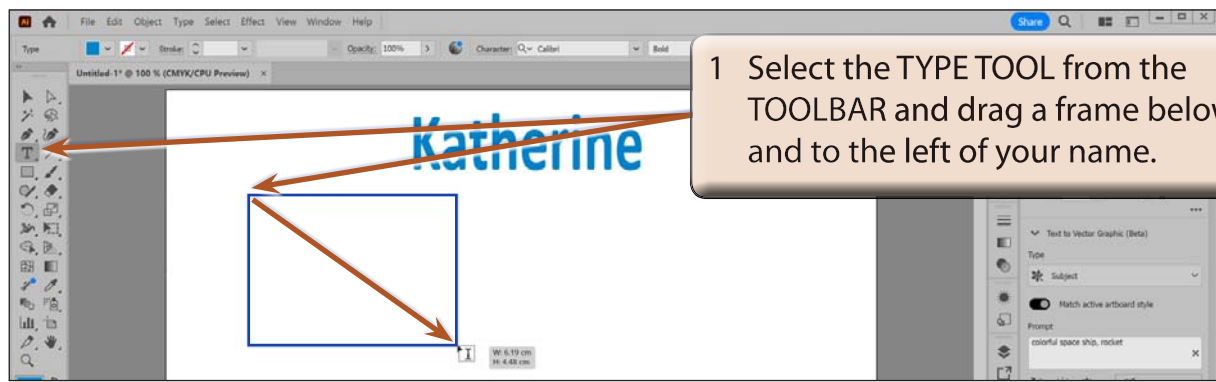 Ai File Edit Object Type Select Effect View Window Help Share
Type Stroke: Opacity: 100% Character: Calibri Bold
Untitled-1* @ 100 % (CMYK/CPU Preview) ×
1 Select the TYPE TOOL from the
TOOLBAR and drag a frame below
and to the left of your name.
Katherine
W: 6.19 cm
H: 4.48 cm
Text to Vector Graphic (Beta)
Type
Subject
Match active artboard style
Prompt
colorful space ship, rocket